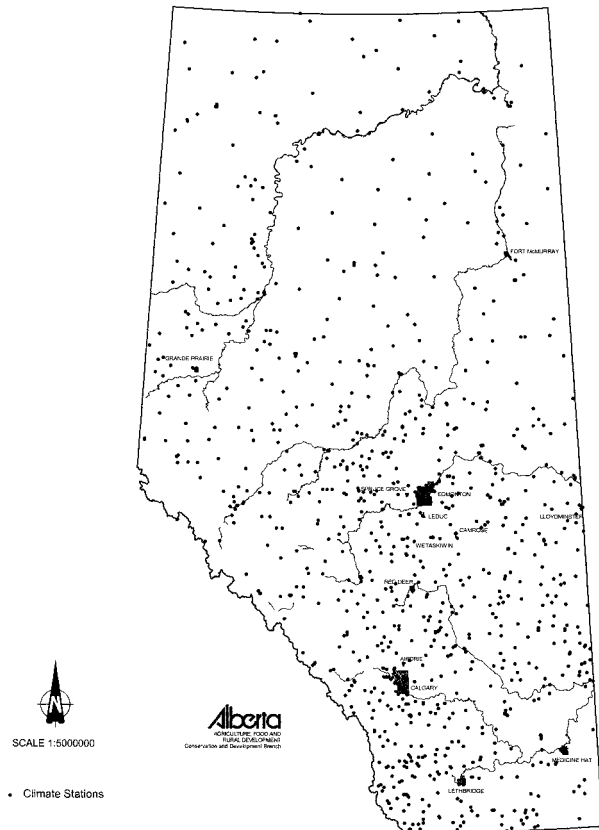 FORT McMURRAY
GRANDE PRAIRIE
SPRUCE GROVE
EDMONTON
LEDUC
LLOYDMINSTER
CAMROSE
WETASKIWIN
RED DEER
AIRDRIE
CALGARY
MEDICINE HAT
LETHBRIDGE
N
SCALE 1:5000000
Alberta
AGRICULTURE, FOOD AND
RURAL DEVELOPMENT
Conservation and Development Branch
Climate Stations